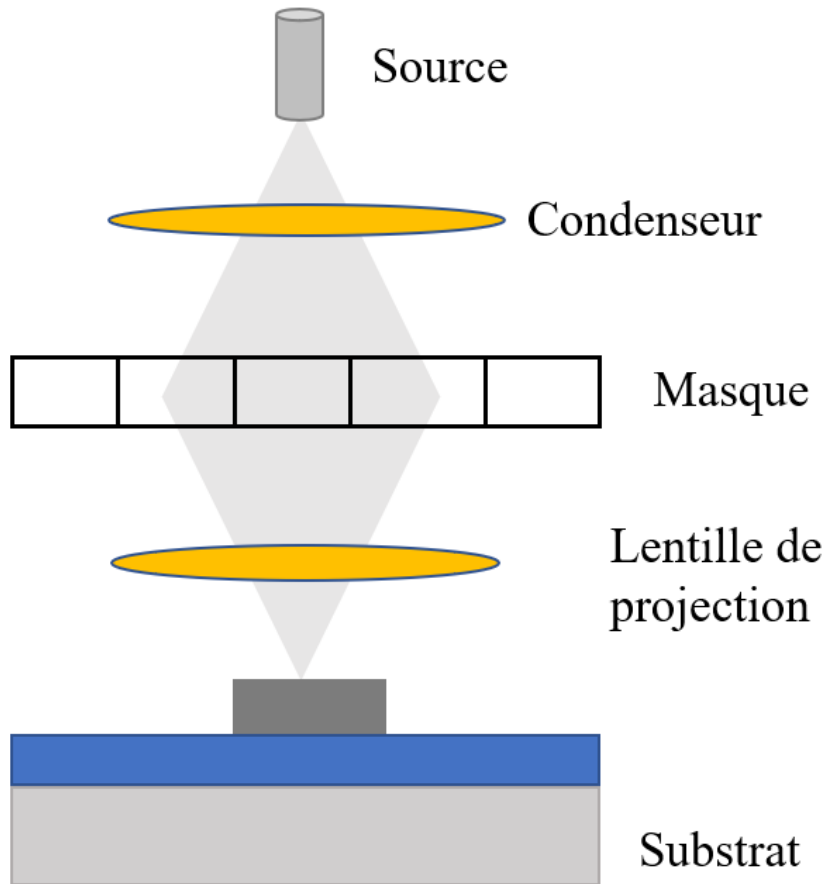 Source
Condenseur
Masque
Lentille de
projection
Substrat